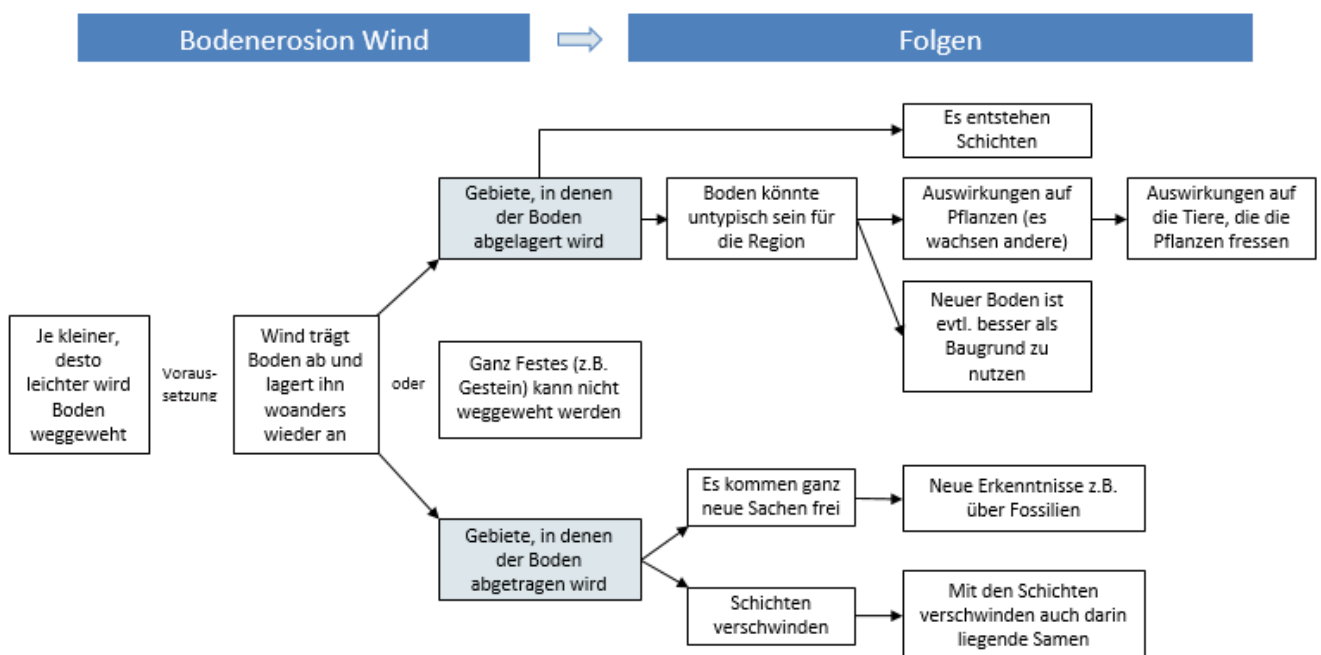 Bodenerosion Wind
Folgen
Es entstehen
Schichten
Gebiete, in denen
der Boden
abgelagert wird
Boden könnte
untypisch sein für
die Region
Auswirkungen auf
Pflanzen (es
wachsen andere)
Auswirkungen auf
die Tiere, die die
Pflanzen fressen
Neuer Boden ist
evtl. besser als
Baugrund zu
nutzen
Je kleiner,
desto
leichter wird
Boden
weggeweht
Voraus-
setzung
Wind trägt
Boden ab und
lagert ihn
woanders
wieder an
oder
Ganz Festes (z.B.
Gestein) kann nicht
weggeweht werden
Es kommen ganz
neue Sachen frei
Neue Erkenntnisse z.B.
über Fossilien
Gebiete, in denen
der Boden
abgetragen wird
Schichten
verschwinden
Mit den Schichten
verschwinden auch darin
liegende Samen